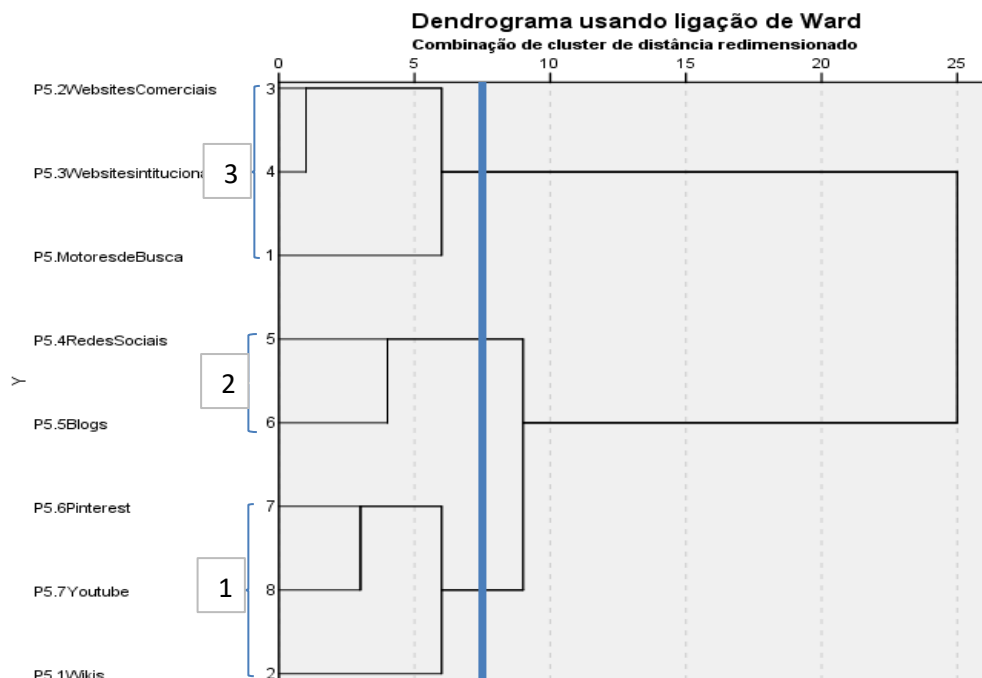 Dendrograma usando ligação de Ward
Combinação de cluster de distância redimensionado
0 5 10 15 20 25
P5.2WebsitesComerciais 3
P5.3Websitesintituciona 4
3
P5.MotoresdeBusca 1
P5.4RedesSociais 5
2
Y
P5.5Blogs 6
P5.6Pinterest 7
P5.7Youtube 8
1
P5.1Wikis 2